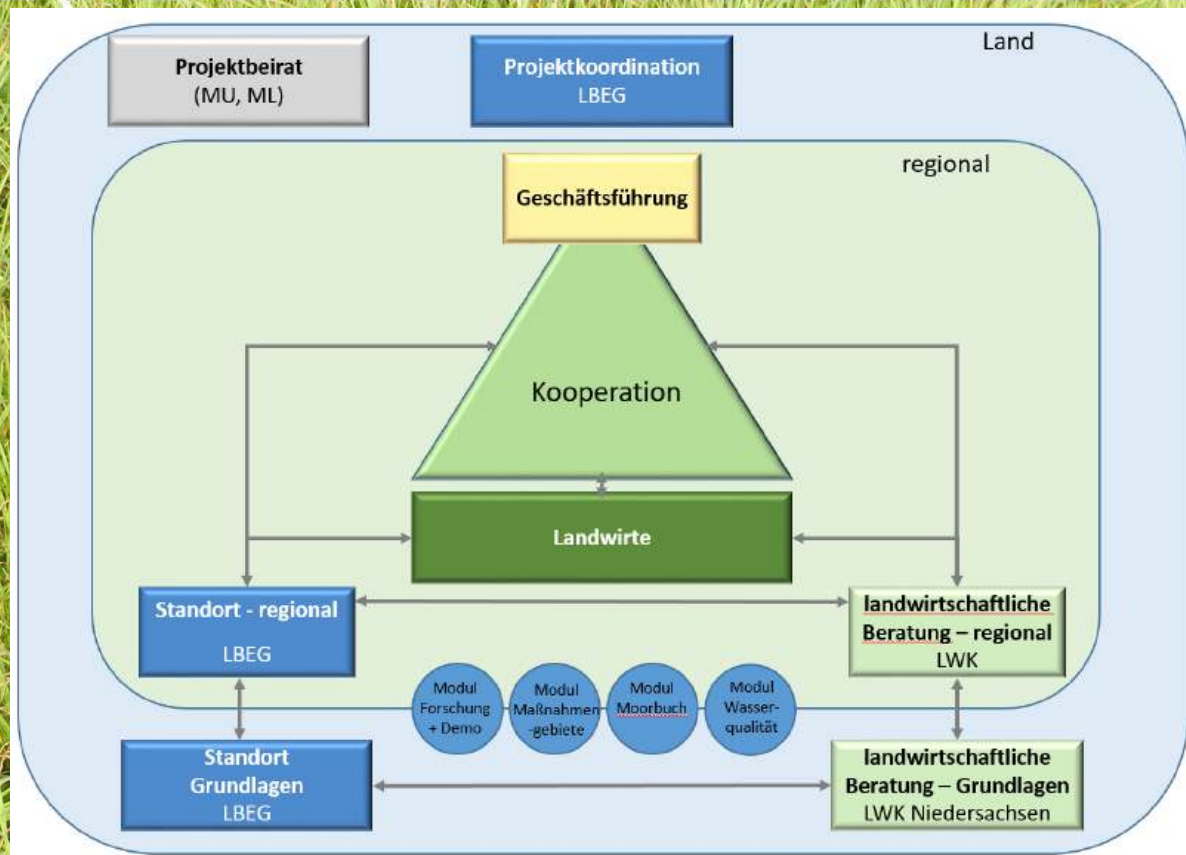 Land
Projektbeirat
(MU, ML)
Projektkoordination
LBEG
regional
Geschäftsführung
Kooperation
Landwirte
Standort - regional
LBEG
landwirtschaftliche
Beratung – regional
LWK
Modul
Forschung
+ Demo
Modul
Maßnahmen
-gebiete
Modul
Moorbuch
Modul
Wasser-
qualität
Standort
Grundlagen
LBEG
landwirtschaftliche
Beratung – Grundlagen
LWK Niedersachsen